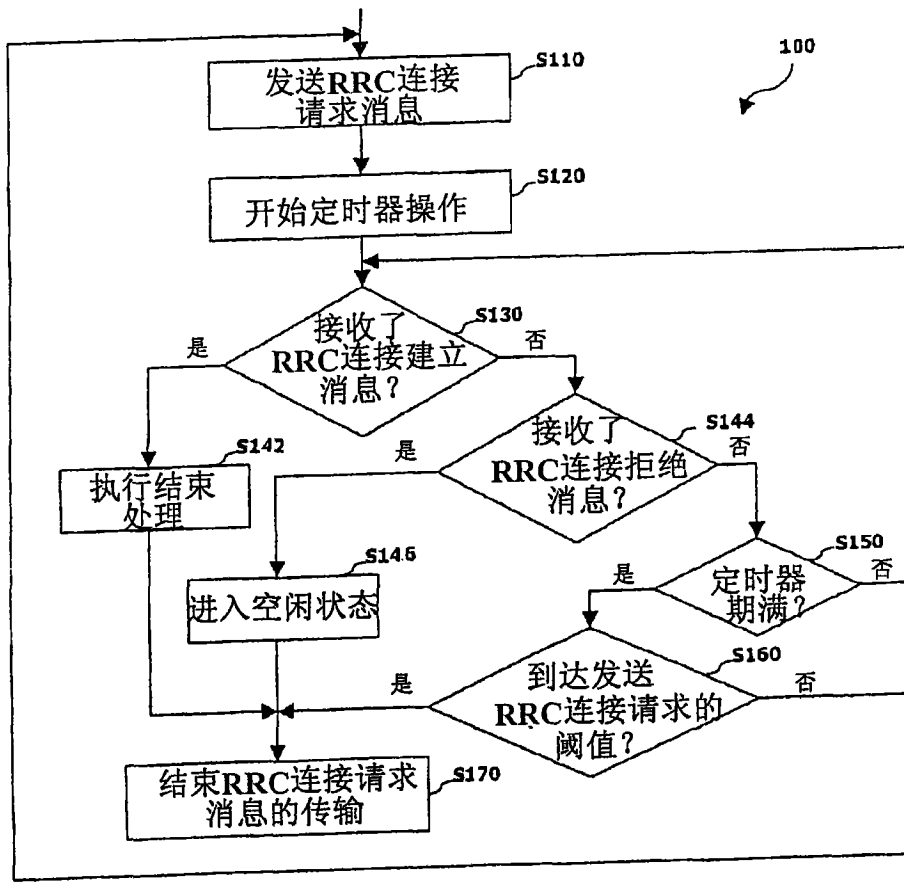 100
S110
发送RRC连接
请求消息
S120
开始定时器操作
S130
接收了
RRC连接建立
消息?
是
否
S142
执行结束
处理
S144
接收了
RRC连接拒绝
消息?
是
否
S146
进入空闲状态
S150
定时器
期满?
是
否
S160
到达发送
RRC连接请求的
阈值?
是
否
S170
结束RRC连接请求
消息的传输